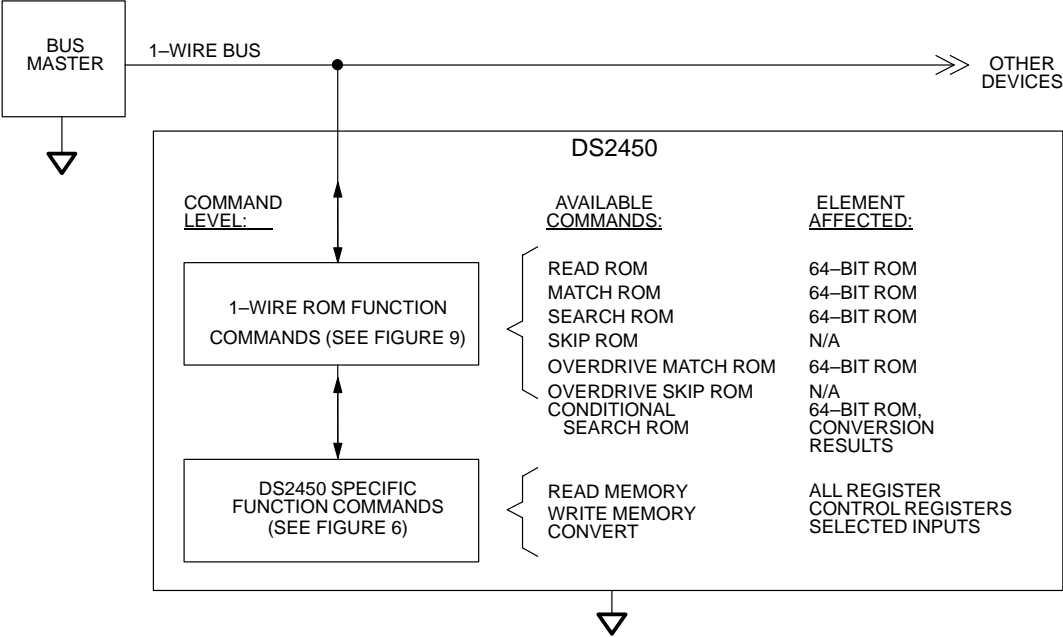 BUS
MASTER
1–WIRE BUS
OTHER
DEVICES
DS2450
COMMAND
LEVEL:
AVAILABLE
COMMANDS:
ELEMENT
AFFECTED:
1–WIRE ROM FUNCTION
COMMANDS (SEE FIGURE 9)
READ ROM 64–BIT ROM
MATCH ROM 64–BIT ROM
SEARCH ROM 64–BIT ROM
SKIP ROM N/A
OVERDRIVE MATCH ROM 64–BIT ROM
OVERDRIVE SKIP ROM N/A
CONDITIONAL 64–BIT ROM,
SEARCH ROM CONVERSION
RESULTS
DS2450 SPECIFIC
FUNCTION COMMANDS
(SEE FIGURE 6)
READ MEMORY ALL REGISTER
WRITE MEMORY CONTROL REGISTERS
CONVERT SELECTED INPUTS